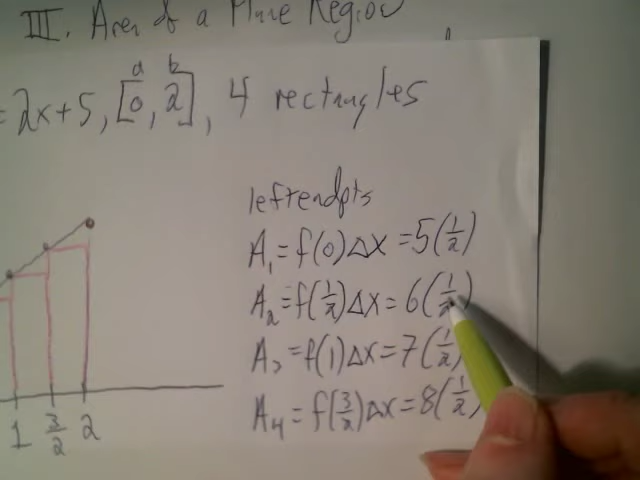 III. Area of a Plane Region
a b
= 2x+5, [0, 2], 4 rectangles
left endpts
A₁ = f(0)Δx = 5(1/2)
A₂ = f(1/2)Δx = 6(1/2)
A₃ = f(1)Δx = 7(1/2)
A₄ = f(3/2)Δx = 8(1/2)
1 3/2 2